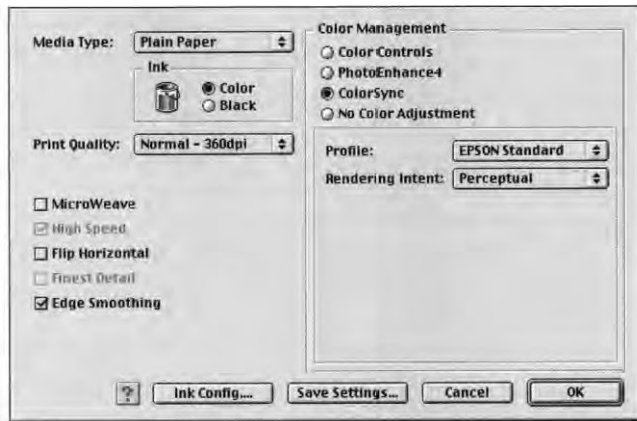 Media Type: Plain Paper
Ink
Color
Black
Print Quality: Normal - 360dpi
MicroWeave
High Speed
Flip Horizontal
Finest Detail
Edge Smoothing
Color Management
Color Controls
PhotoEnhance4
ColorSync
No Color Adjustment
Profile: EPSON Standard
Rendering Intent: Perceptual
? Ink Config.... Save Settings... Cancel OK